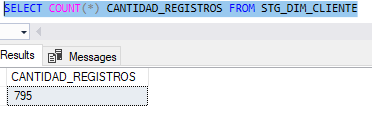 SELECT COUNT(*) CANTIDAD_REGISTROS FROM STG_DIM_CLIENTE
Results Messages
CANTIDAD_REGISTROS
795